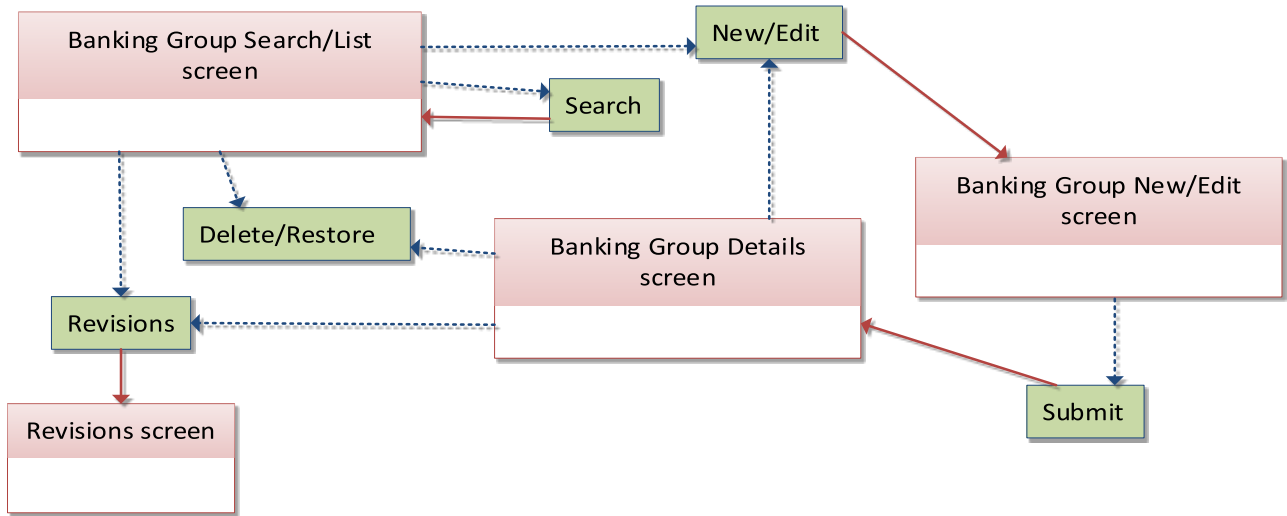 Banking Group Search/List
screen
New/Edit
Search
Banking Group New/Edit
screen
Delete/Restore
Banking Group Details
screen
Revisions
Submit
Revisions screen